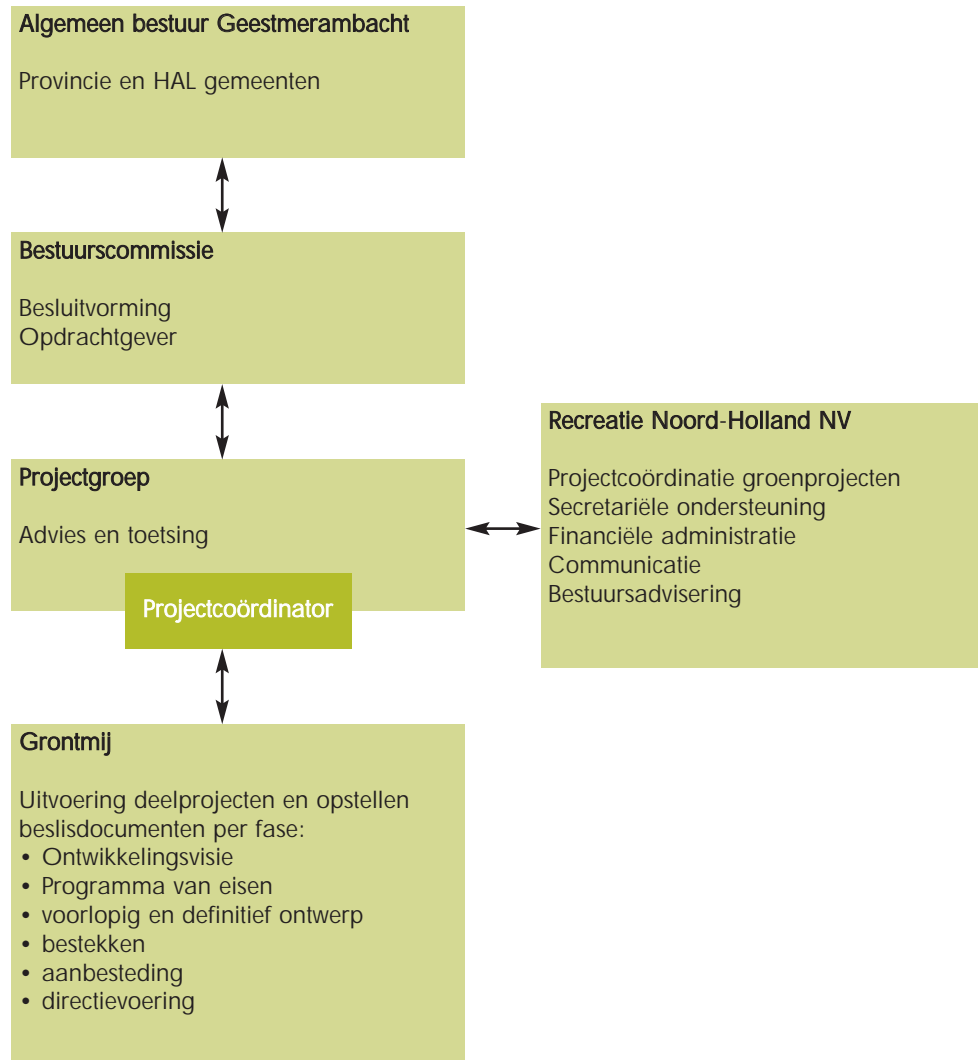 Algemeen bestuur Geestmerambacht
Provincie en HAL gemeenten
Bestuurscommissie
Besluitvorming
Opdrachtgever
Projectgroep
Advies en toetsing
Projectcoördinator
Recreatie Noord-Holland NV
Projectcoördinatie groenprojecten
Secretariële ondersteuning
Financiële administratie
Communicatie
Bestuursadvisering
Grontmij
Uitvoering deelprojecten en opstellen
beslisdocumenten per fase:
• Ontwikkelingsvisie
• Programma van eisen
• voorlopig en definitief ontwerp
• bestekken
• aanbesteding
• directievoering